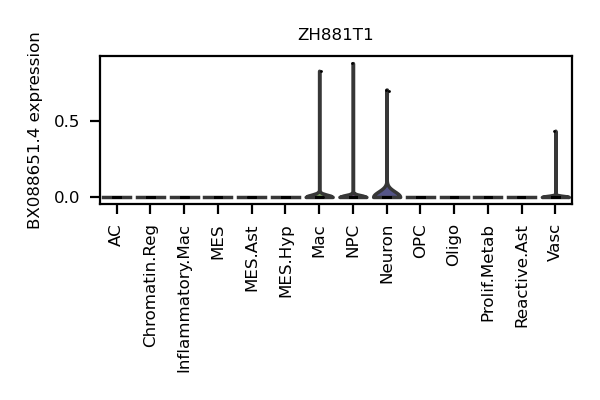 ZH881T1
BX088651.4 expression
0.5
0.0
AC
Chromatin.Reg
Inflammatory.Mac
MES
MES.Ast
MES.Hyp
Mac
NPC
Neuron
OPC
Oligo
Prolif.Metab
Reactive.Ast
Vasc